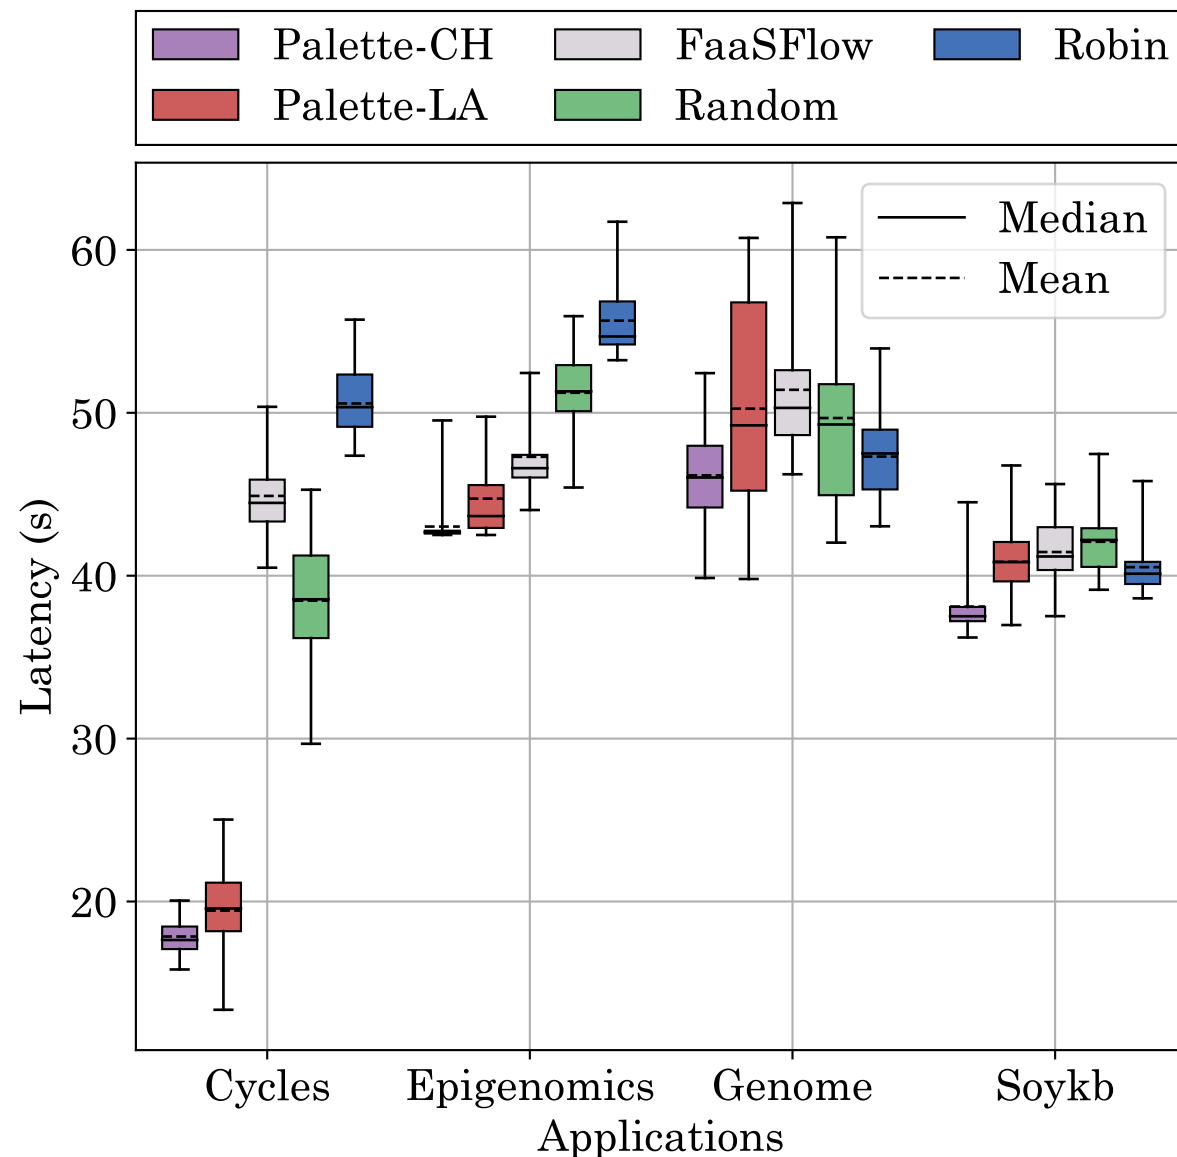 Palette-CH FaaSFlow Robin
Palette-LA Random
Median
Mean
60
50
40
30
20
Latency (s)
Cycles Epigenomics Genome Soykb
Applications